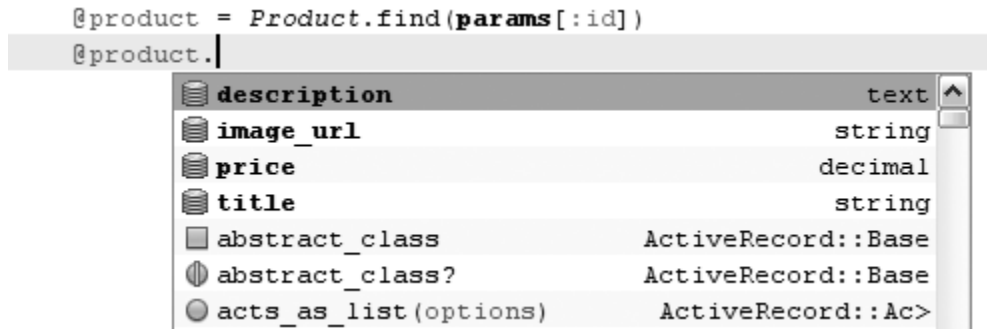 @product = Product.find(params[:id])
@product.
description text
image_url string
price decimal
title string
abstract_class ActiveRecord::Base
abstract_class? ActiveRecord::Base
acts_as_list(options) ActiveRecord::Ac>